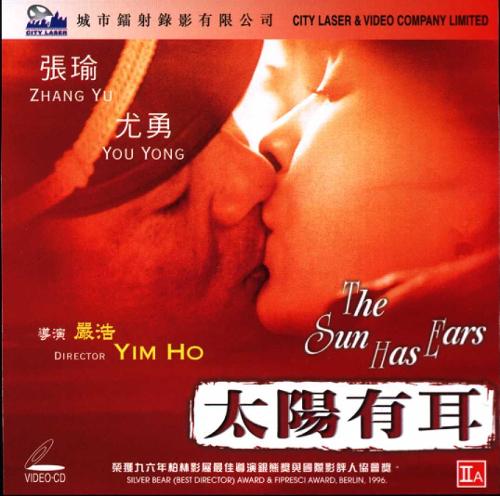 CITY LASER
城市鐳射錄影有限公司
CITY LASER & VIDEO COMPANY LIMITED
張瑜
ZHANG YU
尤勇
YOU YONG
The
Sun Has Ears
導演 嚴浩
DIRECTOR YIM HO
太陽有耳
VIDEO-CD
榮獲九六年柏林影展最佳導演銀熊獎與國際影評人協會獎。
SILVER BEAR (BEST DIRECTOR) AWARD & FIPRESCI AWARD, BERLIN, 1996.
IIA